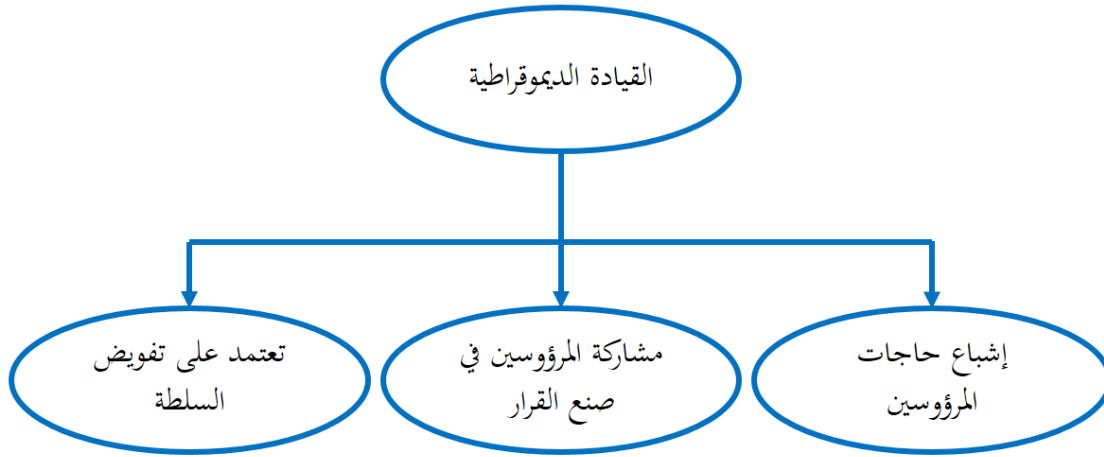 القيادة الديموقراطية
إشباع حاجات
المرؤوسين
مشاركة المرؤوسين في
صنع القرار
تعتمد على تفويض
السلطة